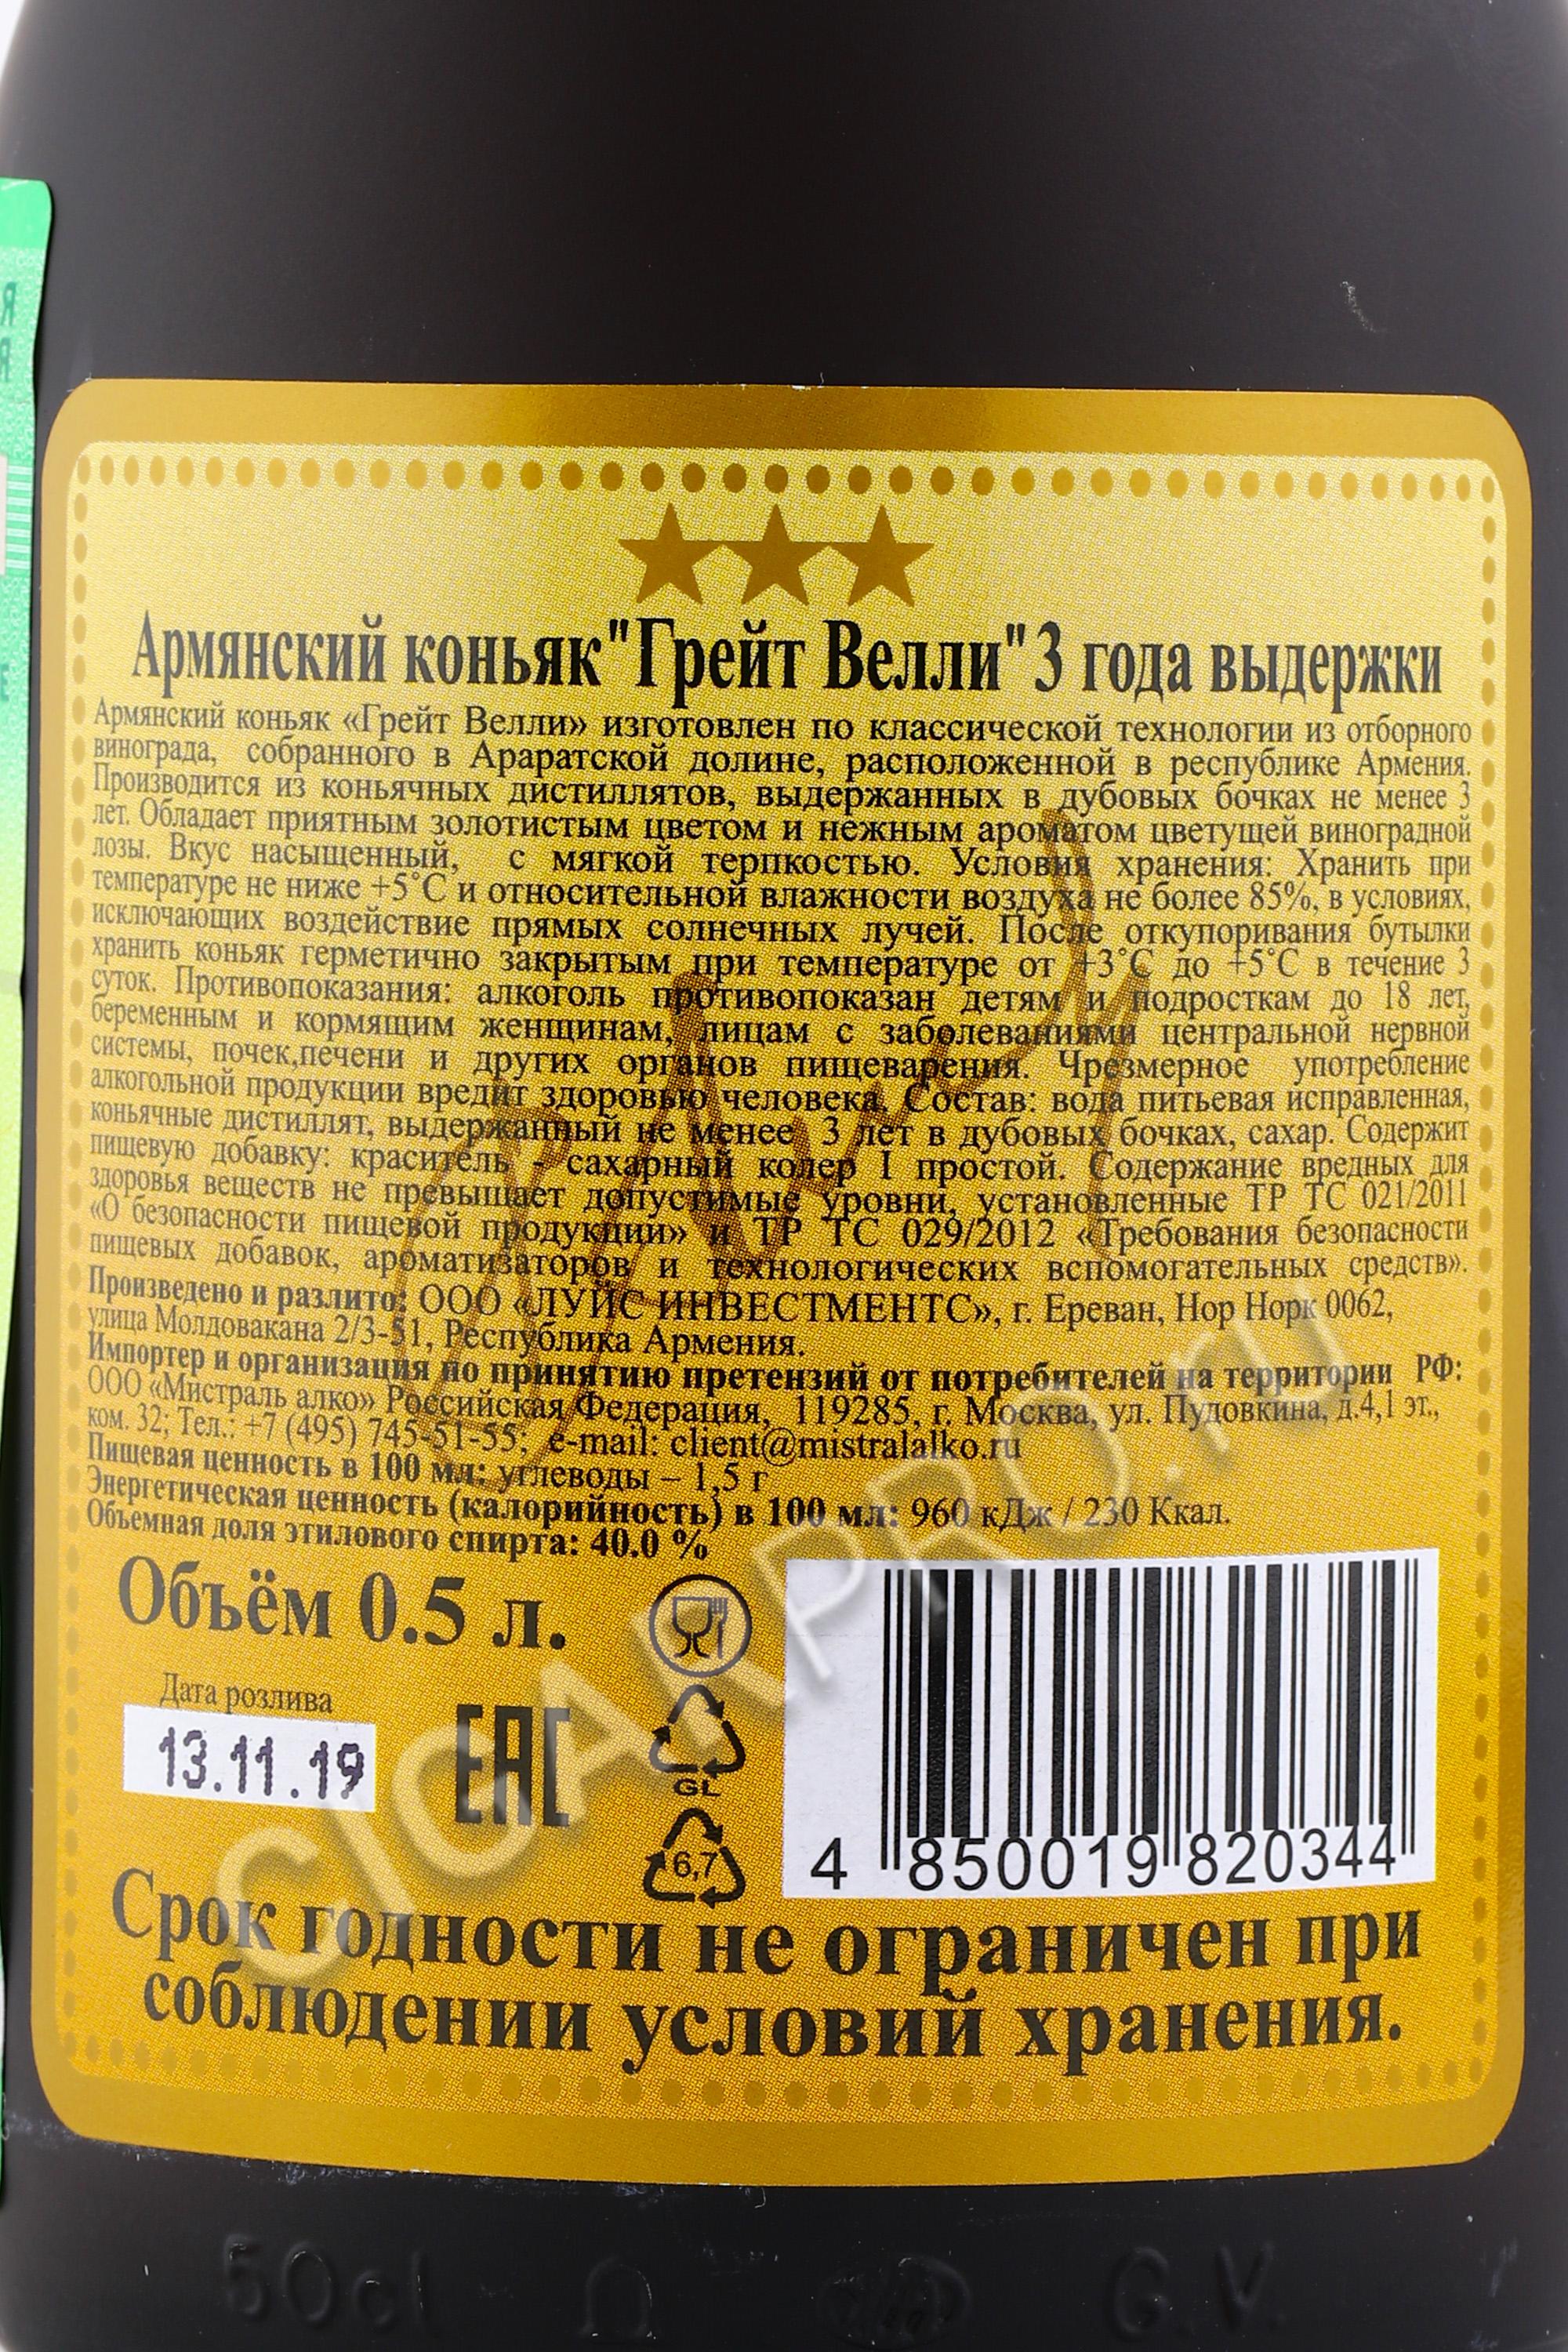 Армянский коньяк "Грейт Велли" 3 года выдержки
Армянский коньяк «Грейт Велли» изготовлен по классической технологии из отборного
винограда, собранного в Араратской долине, расположенной в республике Армения.
Производится из коньячных дистиллятов, выдержанных в дубовых бочках не менее 3
лет. Обладает приятным золотистым цветом и нежным ароматом цветущей виноградной
лозы. Вкус насыщенный, с мягкой терпкостью. Условия хранения: Хранить при
температуре не ниже +5°С и относительной влажности воздуха не более 85%, в условиях,
исключающих воздействие прямых солнечных лучей. После откупоривания бутылки
хранить коньяк герметично закрытым при температуре от +3°С до +5°С в течение 3
суток. Противопоказания: алкоголь противопоказан детям и подросткам до 18 лет,
беременным и кормящим женщинам, лицам с заболеваниями центральной нервной
системы, почек,печени и других органов пищеварения. Чрезмерное употребление
алкогольной продукции вредит здоровью человека. Состав: вода питьевая исправленная,
коньячные дистиллят, выдержанный не менее 3 лет в дубовых бочках, сахар. Содержит
пищевую добавку: краситель - сахарный колер I простой. Содержание вредных для
здоровья веществ не превышает допустимые уровни, установленные ТР ТС 021/2011
«О безопасности пищевой продукции» и ТР ТС 029/2012 «Требования безопасности
пищевых добавок, ароматизаторов и технологических вспомогательных средств».
Произведено и разлито: ООО «ЛУИС ИНВЕСТМЕНТС», г. Ереван, Нор Норк 0062,
улица Молдовакана 2/3-51, Республика Армения.
Импортер и организация по принятию претензий от потребителей на территории РФ:
ООО «Мистраль алко» Российская Федерация, 119285, г. Москва, ул. Пудовкина, д.4,1 эт.,
ком. 32; Тел.: +7 (495) 745-51-55; e-mail: client@mistralalko.ru
Пищевая ценность в 100 мл: углеводы – 1,5 г
Энергетическая ценность (калорийность) в 100 мл: 960 кДж / 230 Ккал.
Объемная доля этилового спирта: 40.0 %
Объём 0.5 л.
Дата розлива
13.11.19
EAC
GL
6,7
4 850019 820344
Срок годности не ограничен при
соблюдении условий хранения.
CIGARPRO.ru
50cl
G.V.